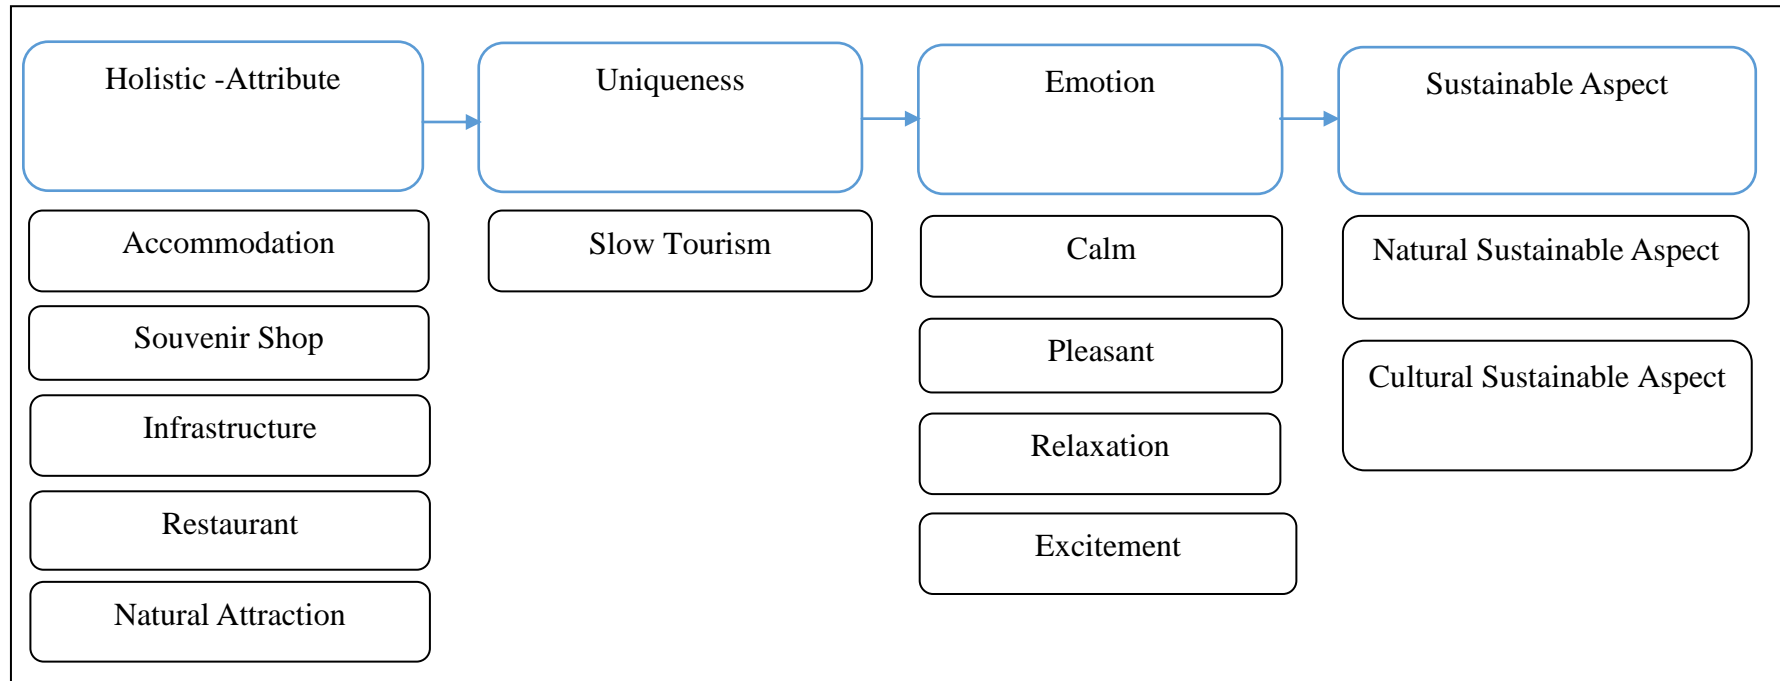 Holistic -Attribute
Uniqueness
Emotion
Sustainable Aspect
Accommodation
Souvenir Shop
Infrastructure
Restaurant
Natural Attraction
Slow Tourism
Calm
Pleasant
Relaxation
Excitement
Natural Sustainable Aspect
Cultural Sustainable Aspect